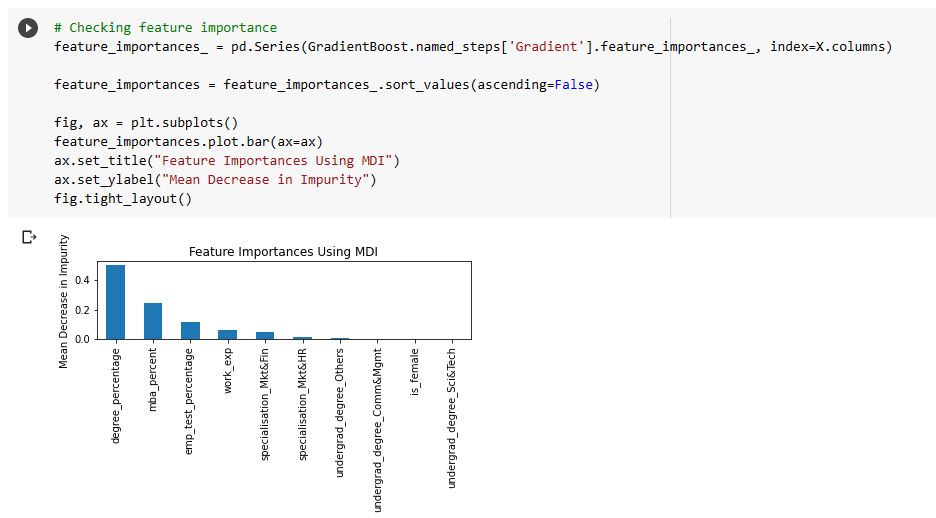 # Checking feature importance
feature_importances_ = pd.Series(GradientBoost.named_steps['Gradient'].feature_importances_, index=X.columns)
feature_importances = feature_importances_.sort_values(ascending=False)
fig, ax = plt.subplots()
feature_importances.plot.bar(ax=ax)
ax.set_title("Feature Importances Using MDI")
ax.set_ylabel("Mean Decrease in Impurity")
fig.tight_layout()
Feature Importances Using MDI
Mean Decrease in Impurity
0.4
0.2
0.0
degree_percentage
mba_percent
emp_test_percentage
work_exp
specialisation_Mkt&Fin
specialisation_Mkt&HR
undergrad_degree_Others
undergrad_degree_Comm&Mgmt
is_female
undergrad_degree_Sci&Tech